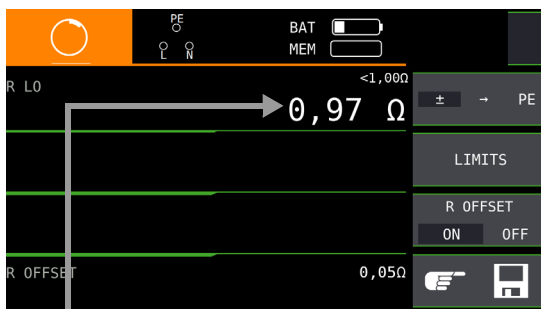 PE
L N
BAT
MEM
R LO
<1,00Ω
0,97 Ω
± → PE
LIMITS
R OFFSET
ON OFF
R OFFSET
0,05Ω